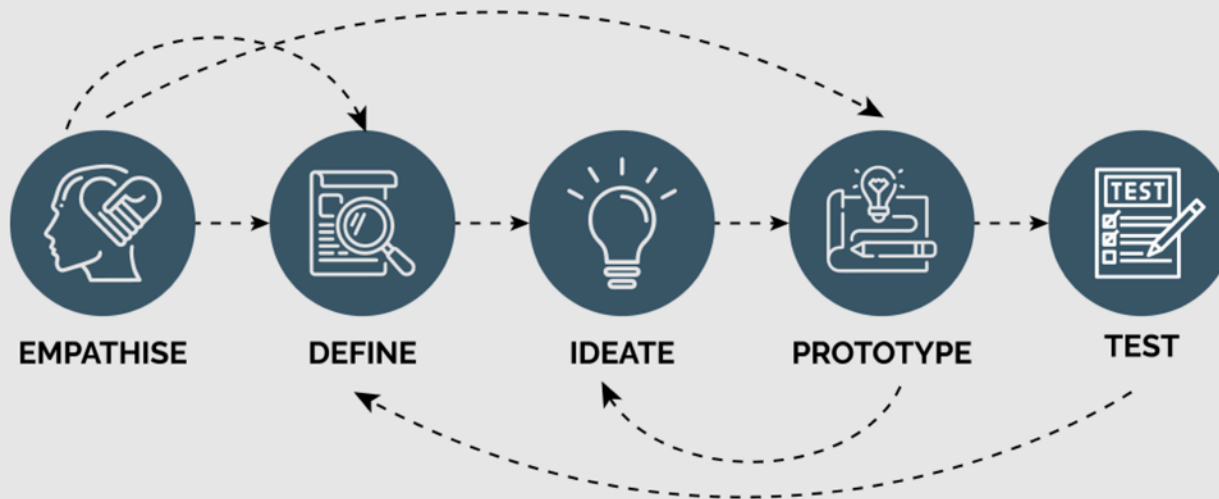 TEST
EMPATHISE
DEFINE
IDEATE
PROTOTYPE
TEST